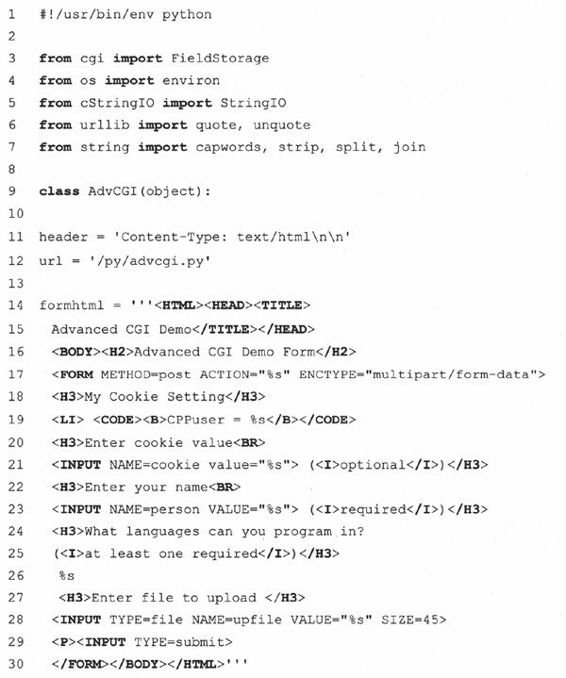 1 #!/usr/bin/env python
2
3 from cgi import FieldStorage
4 from os import environ
5 from cStringIO import StringIO
6 from urllib import quote, unquote
7 from string import capwords, strip, split, join
8
9 class AdvCGI(object):
10
11 header = 'Content-Type: text/html\n\n'
12 url = '/py/advcgi.py'
13
14 formhtml = '''<HTML><HEAD><TITLE>
15 Advanced CGI Demo</TITLE></HEAD>
16 <BODY><H2>Advanced CGI Demo Form</H2>
17 <FORM METHOD=post ACTION="%s" ENCTYPE="multipart/form-data">
18 <H3>My Cookie Setting</H3>
19 <LI> <CODE><B>CPPuser = %s</B></CODE>
20 <H3>Enter cookie value<BR>
21 <INPUT NAME=cookie value="%s"> (<I>optional</I>)</H3>
22 <H3>Enter your name<BR>
23 <INPUT NAME=person VALUE="%s"> (<I>required</I>)</H3>
24 <H3>What languages can you program in?
25 (<I>at least one required</I>)</H3>
26 %s
27 <H3>Enter file to upload </H3>
28 <INPUT TYPE=file NAME=upfile VALUE="%s" SIZE=45>
29 <P><INPUT TYPE=submit>
30 </FORM></BODY></HTML>'''